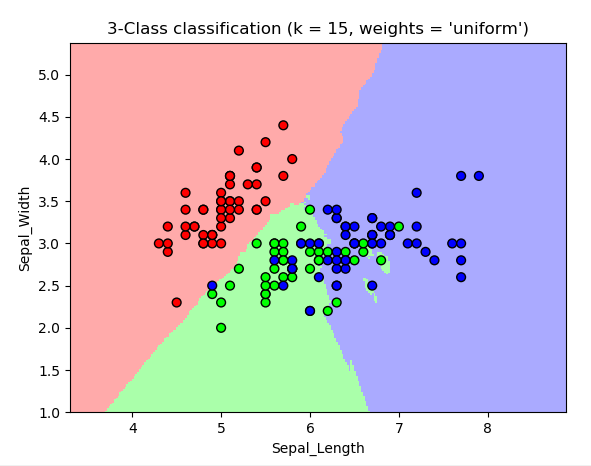 3-Class classification (k = 15, weights = 'uniform')
5.0
4.5
4.0
3.5
3.0
2.5
2.0
1.5
1.0
Sepal_Width
4 5 6 7 8
Sepal_Length